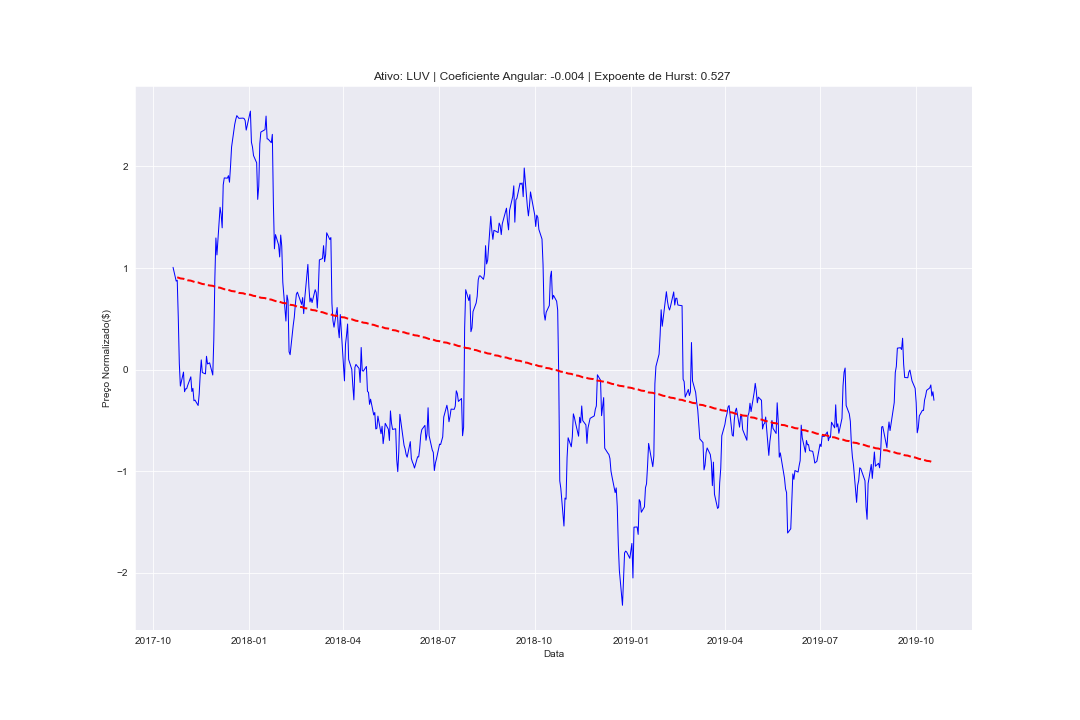 Ativo: LUV | Coeficiente Angular: -0.004 | Expoente de Hurst: 0.527
Preço Normalizado($)
2
1
0
−1
−2
2017-10 2018-01 2018-04 2018-07 2018-10 2019-01 2019-04 2019-07 2019-10
Data